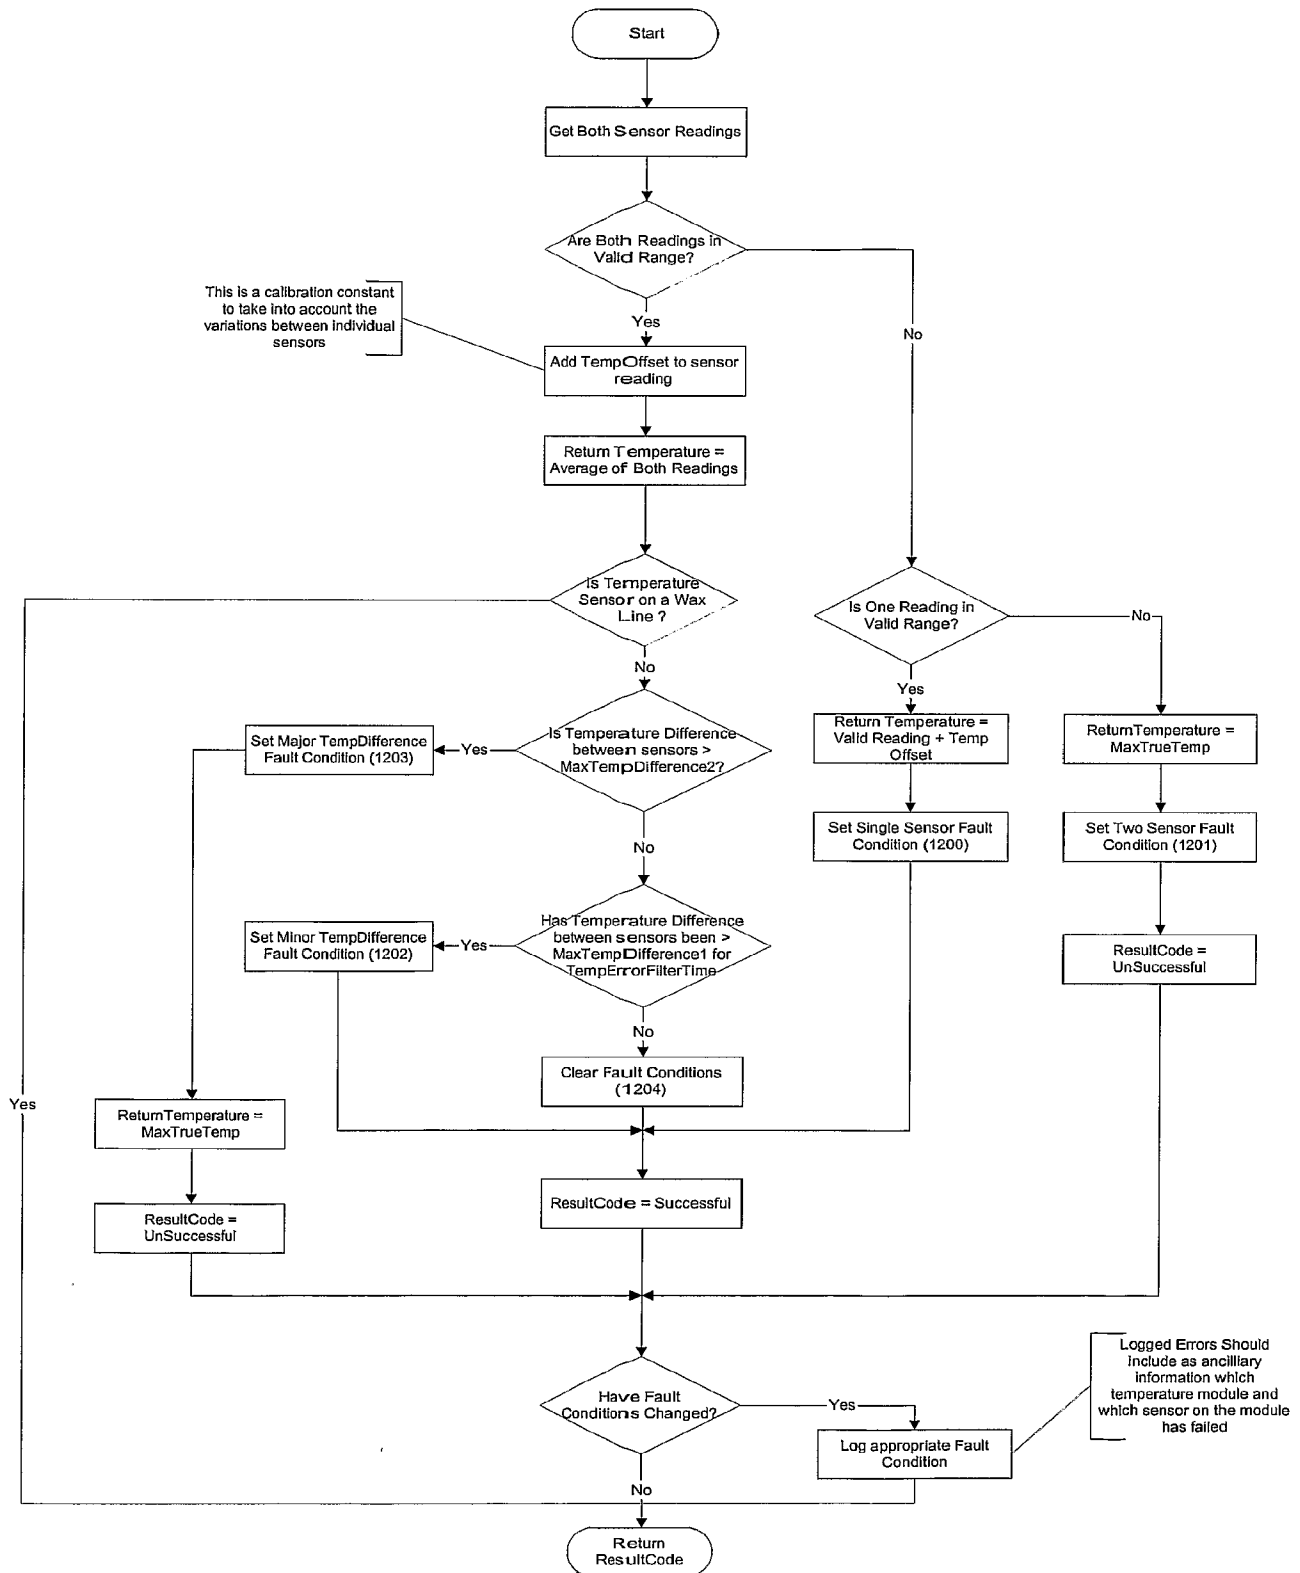 Start
Get Both Sensor Readings
Are Both Readings in
Valid Range?
This is a calibration constant
to take into account the
variations between individual
sensors
Yes
No
Add TempOffset to sensor
reading
Return Temperature =
Average of Both Readings
Is Temperature
Sensor on a Wax
Line ?
Is One Reading in
Valid Range?
No
No
Yes
Set Major TempDifference
Fault Condition (1203)
Yes
Is Temperature Difference
between sensors >
MaxTempDifference2?
Return Temperature =
Valid Reading + Temp
Offset
ReturnTemperature =
MaxTrueTemp
Set Single Sensor Fault
Condition (1200)
Set Two Sensor Fault
Condition (1201)
No
Set Minor TempDifference
Fault Condition (1202)
Yes
Has Temperature Difference
between sensors been >
MaxTempDifference1 for
TempErrorFilterTime
ResultCode =
UnSuccessful
No
Clear Fault Conditions
(1204)
Yes
ReturnTemperature =
MaxTrueTemp
ResultCode = Successful
ResultCode =
UnSuccessful
Have Fault
Conditions Changed?
Yes
Logged Errors Should
Include as ancilliary
information which
temperature module and
which sensor on the module
has failed
Log appropriate Fault
Condition
No
Return
ResultCode